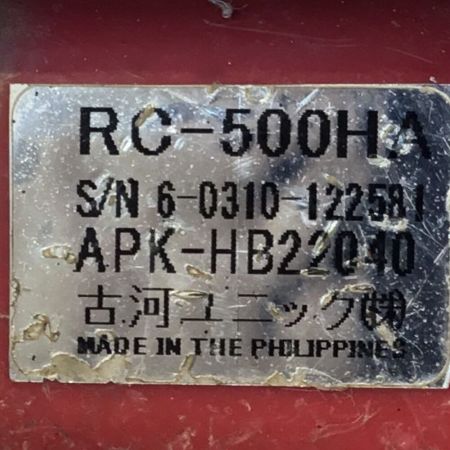 RC-500HA
S/N 6-0310-122581
APK-HB22040
古河ユニック㈱
MADE IN THE PHILIPPINES